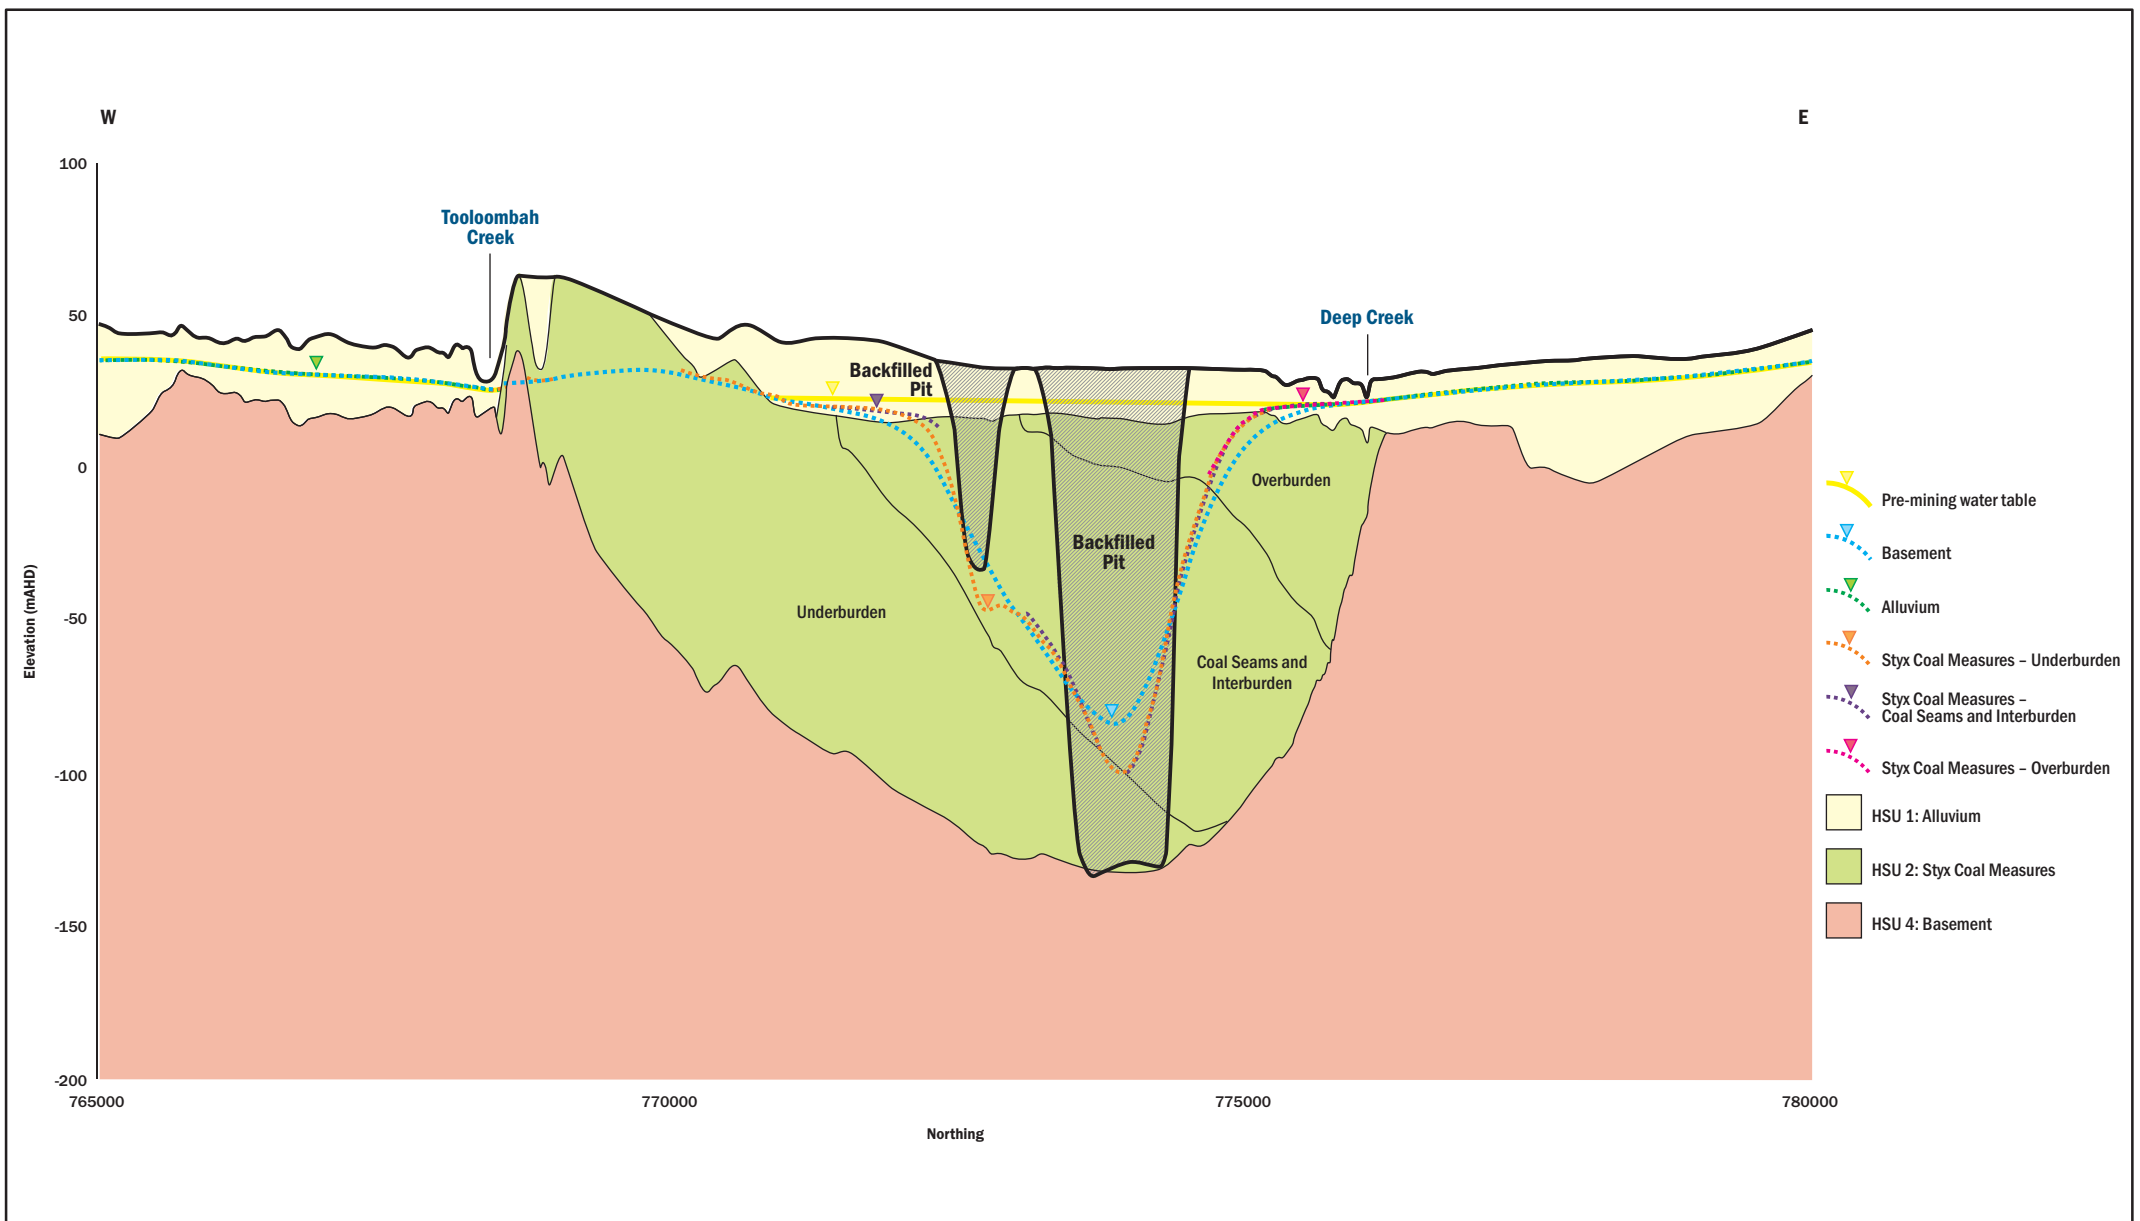 W
E
100
50
0
-50
-100
-150
-200
Elevation (mAHD)
765000
770000
775000
780000
Northing
Tooloombah
Creek
Deep Creek
Backfilled
Pit
Backfilled
Pit
Overburden
Underburden
Coal Seams and
Interburden
Pre-mining water table
Basement
Alluvium
Styx Coal Measures – Underburden
Styx Coal Measures –
Coal Seams and Interburden
Styx Coal Measures – Overburden
HSU 1: Alluvium
HSU 2: Styx Coal Measures
HSU 4: Basement